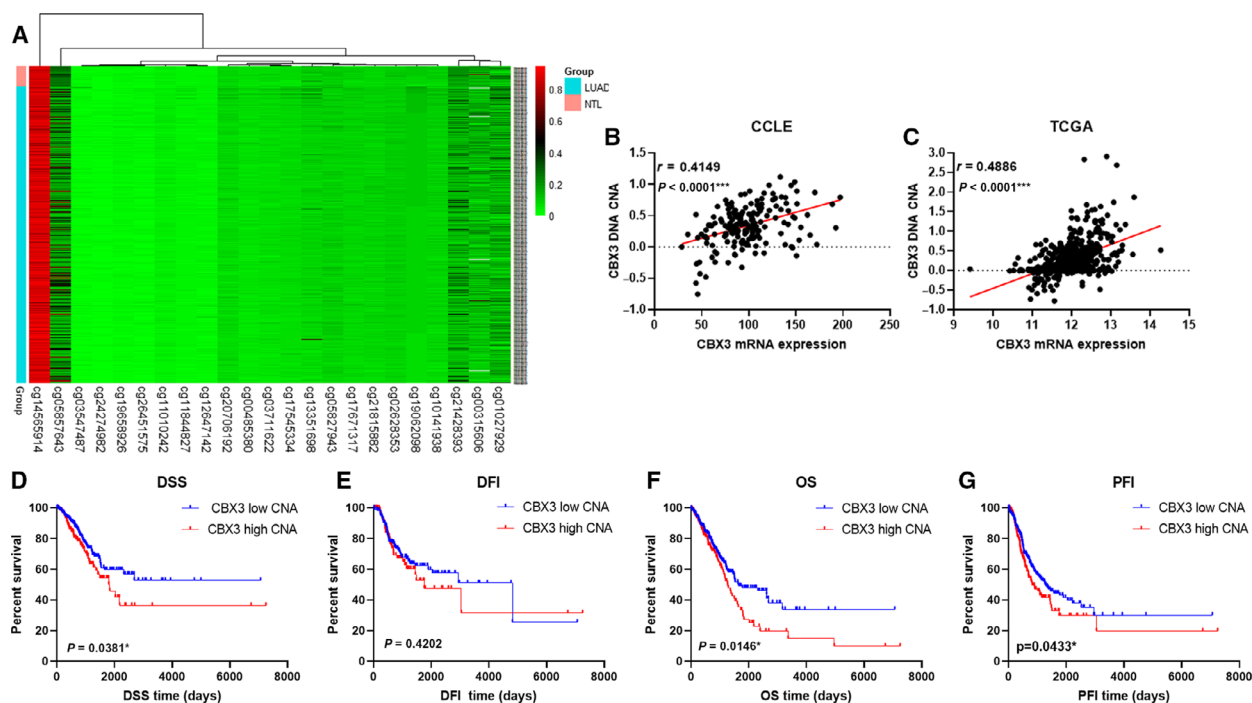 A
Group
LUAD
NTL
0.8
0.6
0.4
0.2
0
Group
cg14565914
cg05857643
cg03547487
cg24274982
cg19658926
cg26451575
cg11010242
cg11844827
cg12647142
cg20706192
cg00485380
cg03711622
cg17545334
cg13351698
cg05827943
cg17671317
cg21815882
cg02628353
cg19062098
cg10141938
cg21428393
cg00315606
cg01027929
B
CCLE
r = 0.4149
P < 0.0001***
CBX3 DNA CNA
1.5
1.0
0.5
0.0
−0.5
−1.0
0 50 100 150 200 250
CBX3 mRNA expression
C
TCGA
r = 0.4886
P < 0.0001***
CBX3 DNA CNA
3.0
2.5
2.0
1.5
1.0
0.5
0.0
0.5
−1.0
9 10 11 12 13 14 15
CBX3 mRNA expression
D
DSS
CBX3 low CNA
CBX3 high CNA
Percent survival
100
80
60
40
20
0
P = 0.0381*
0 2000 4000 6000 8000
DSS time (days)
E
DFI
CBX3 low CNA
CBX3 high CNA
Percent survival
100
80
60
40
20
0
P = 0.4202
0 2000 4000 6000 8000
DFI time (days)
F
OS
CBX3 low CNA
CBX3 high CNA
Percent survival
100
80
60
40
20
0
P = 0.0146*
0 2000 4000 6000 8000
OS time (days)
G
PFI
CBX3 low CNA
CBX3 high CNA
Percent survival
100
80
60
40
20
0
p=0.0433*
0 2000 4000 6000 8000
PFI time (days)